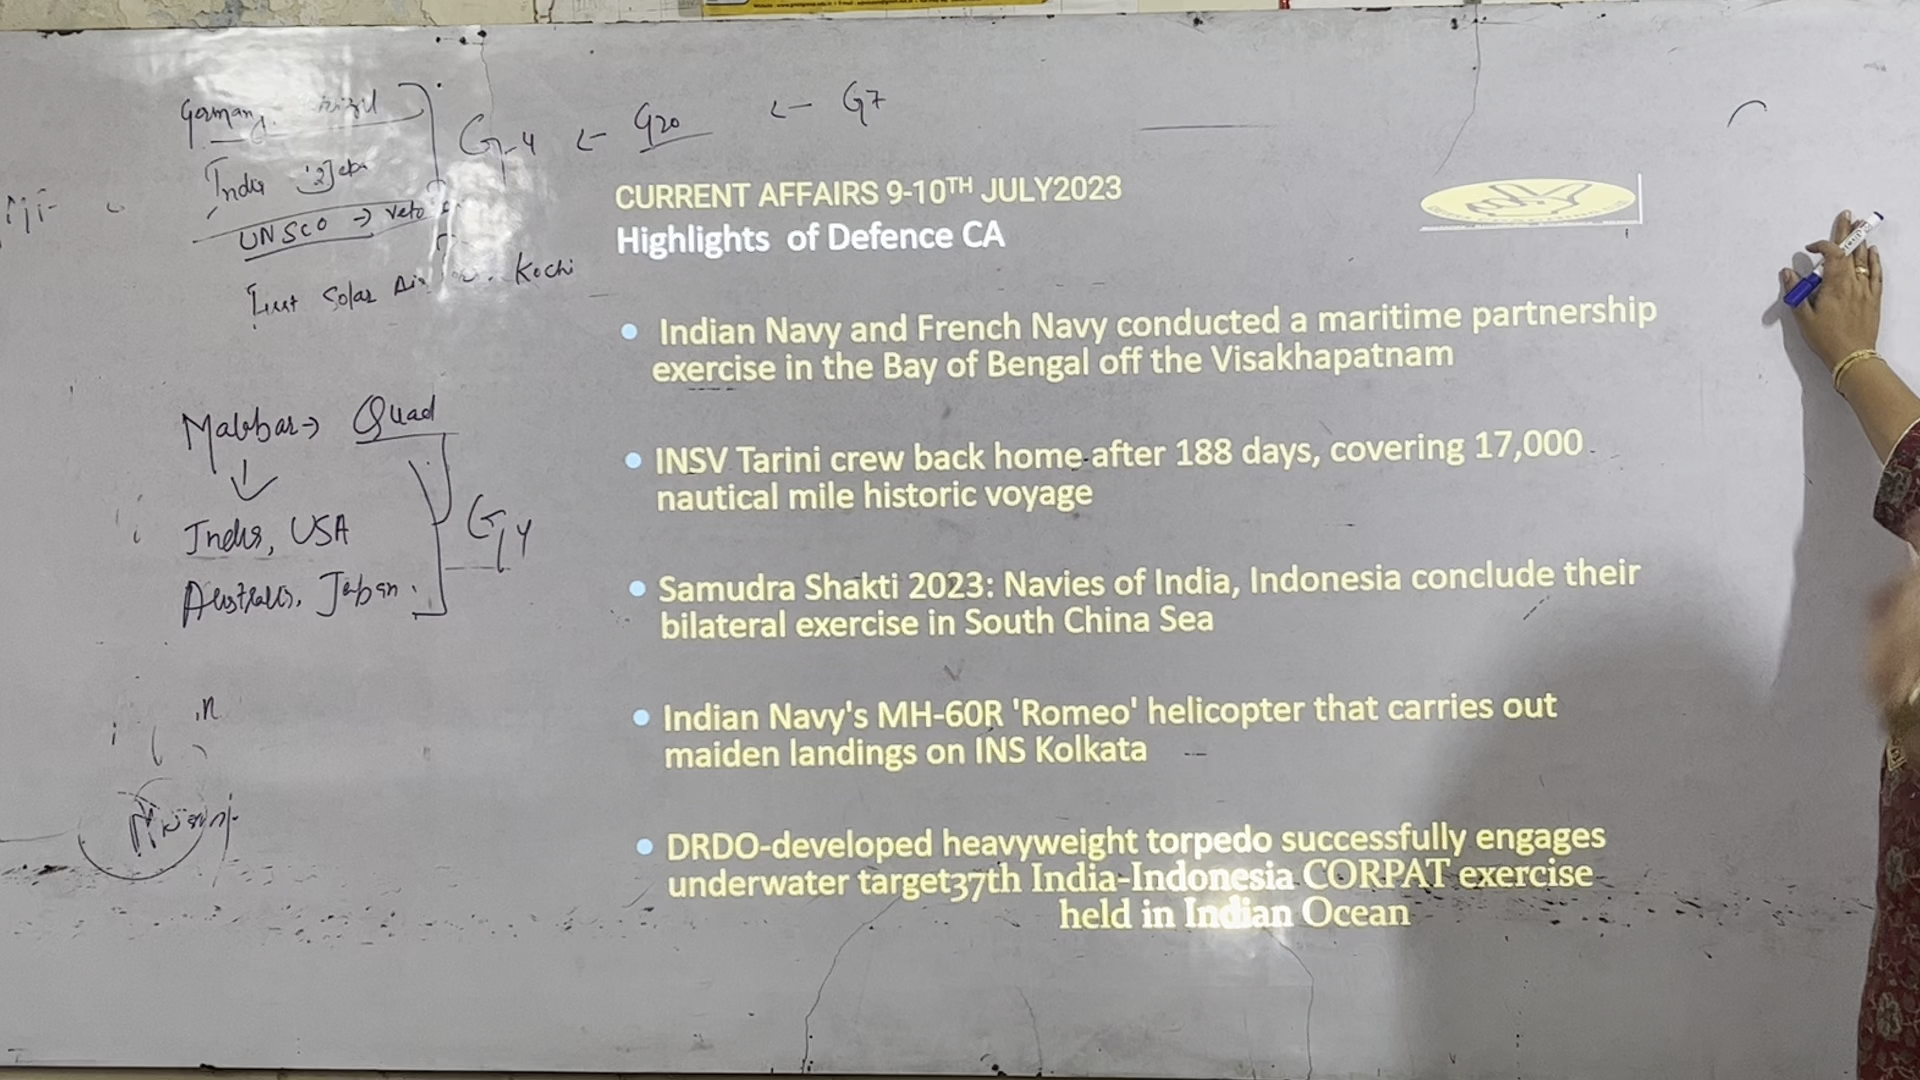 Germany
India
G-4 <- G20 <- G7
UNSCO -> veto
First Solar Kochi
CURRENT AFFAIRS 9-10TH JULY2023
Highlights of Defence CA
• Indian Navy and French Navy conducted a maritime partnership
exercise in the Bay of Bengal off the Visakhapatnam
• INSV Tarini crew back home after 188 days, covering 17,000
nautical mile historic voyage
• Samudra Shakti 2023: Navies of India, Indonesia conclude their
bilateral exercise in South China Sea
• Indian Navy's MH-60R 'Romeo' helicopter that carries out
maiden landings on INS Kolkata
• DRDO-developed heavyweight torpedo successfully engages
underwater target37th India-Indonesia CORPAT exercise
held in Indian Ocean
Malabar -> Quad
India, USA
Australia, Japan.
G4